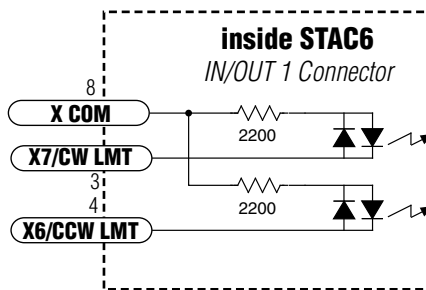 inside STAC6
IN/OUT 1 Connector
8
X COM
2200
X7/CW LMT
3
4
2200
X6/CCW LMT